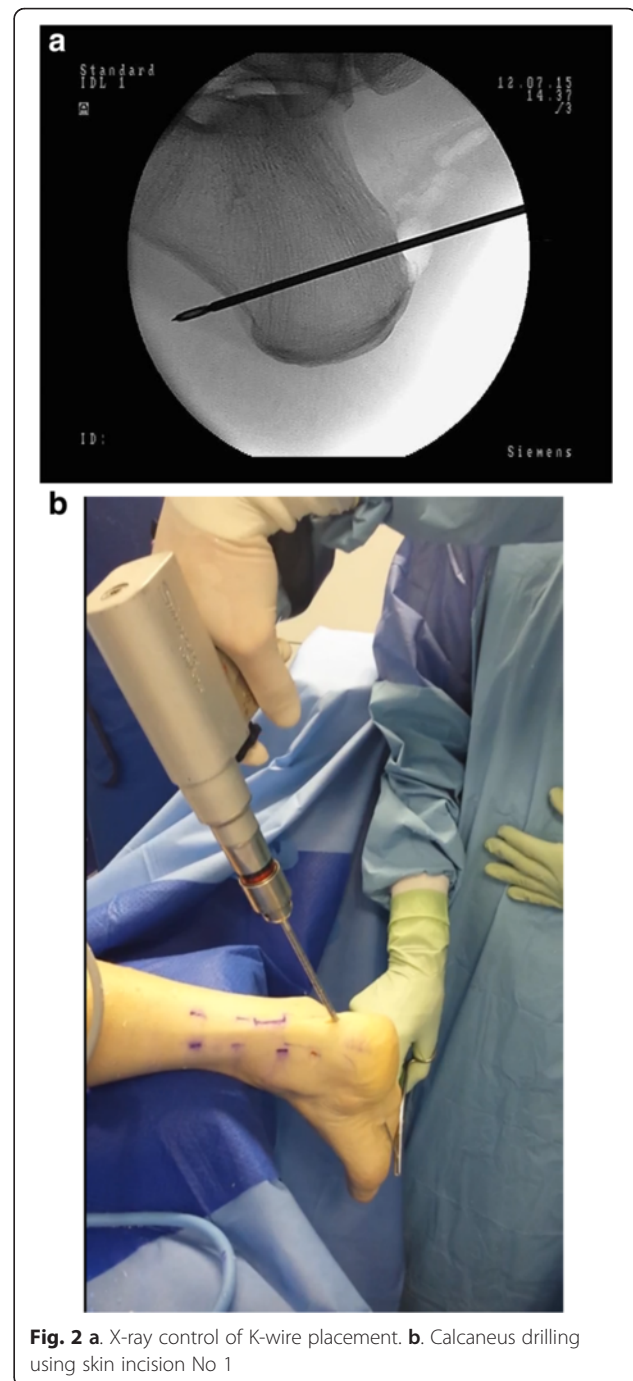 a
Standard
IDL 1
12.07.15
14.37
/3
ID:
Siemens
b
Fig. 2 a. X-ray control of K-wire placement. b. Calcaneus drilling
using skin incision No 1